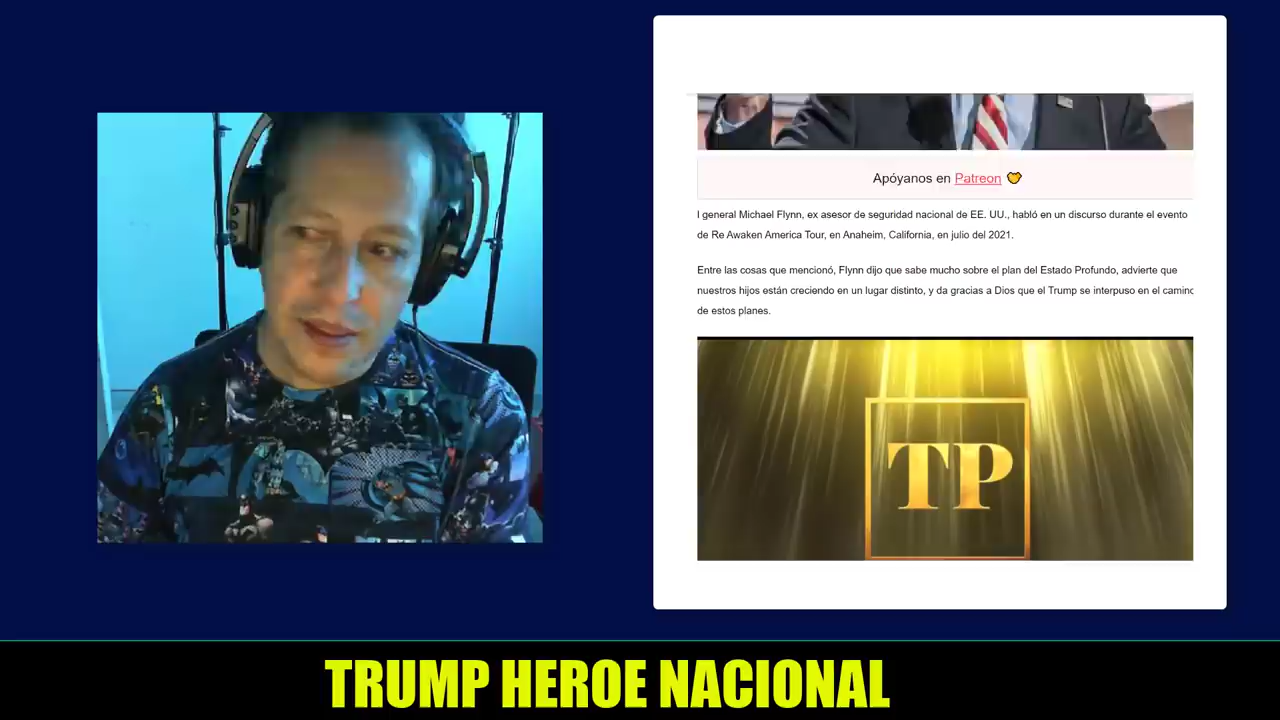 Apóyanos en Patreon
l general Michael Flynn, ex asesor de seguridad nacional de EE. UU., habló en un discurso durante el evento
de Re Awaken America Tour, en Anaheim, California, en julio del 2021.
Entre las cosas que mencionó, Flynn dijo que sabe mucho sobre el plan del Estado Profundo, advierte que
nuestros hijos están creciendo en un lugar distinto, y da gracias a Dios que el Trump se interpuso en el camino
de estos planes.
TP
TRUMP HEROE NACIONAL